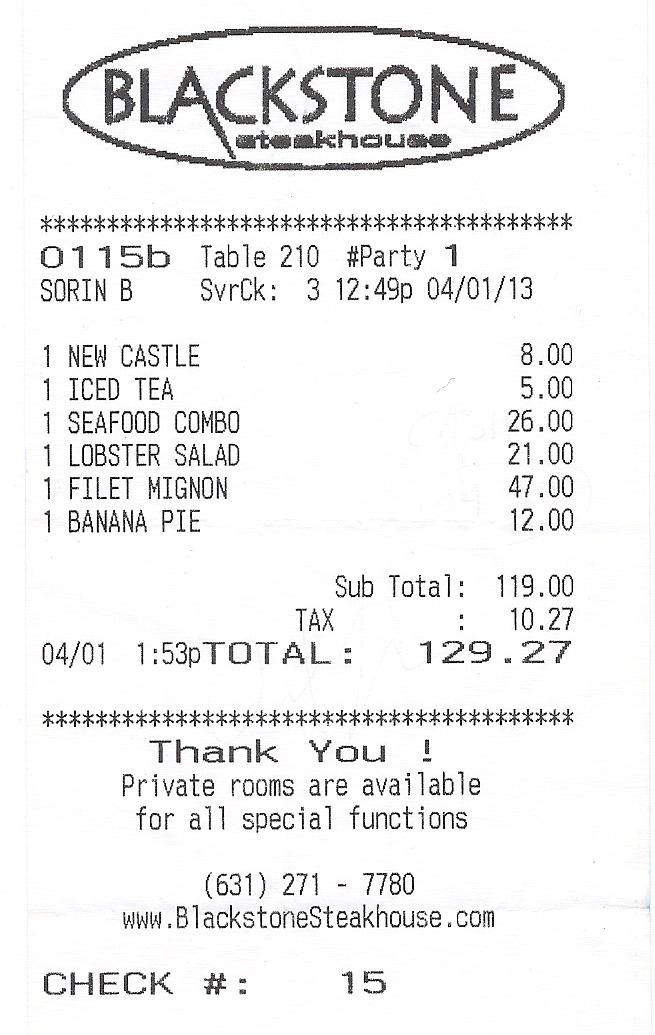 BLACKSTONE
steakhouse
****************************************
0115b Table 210 #Party 1
SORIN B SvrCk: 3 12:49p 04/01/13
1 NEW CASTLE 8.00
1 ICED TEA 5.00
1 SEAFOOD COMBO 26.00
1 LOBSTER SALAD 21.00
1 FILET MIGNON 47.00
1 BANANA PIE 12.00
Sub Total: 119.00
TAX : 10.27
04/01 1:53pTOTAL: 129.27
****************************************
Thank You !
Private rooms are available
for all special functions
(631) 271 - 7780
www.BlackstoneSteakhouse.com
CHECK #: 15